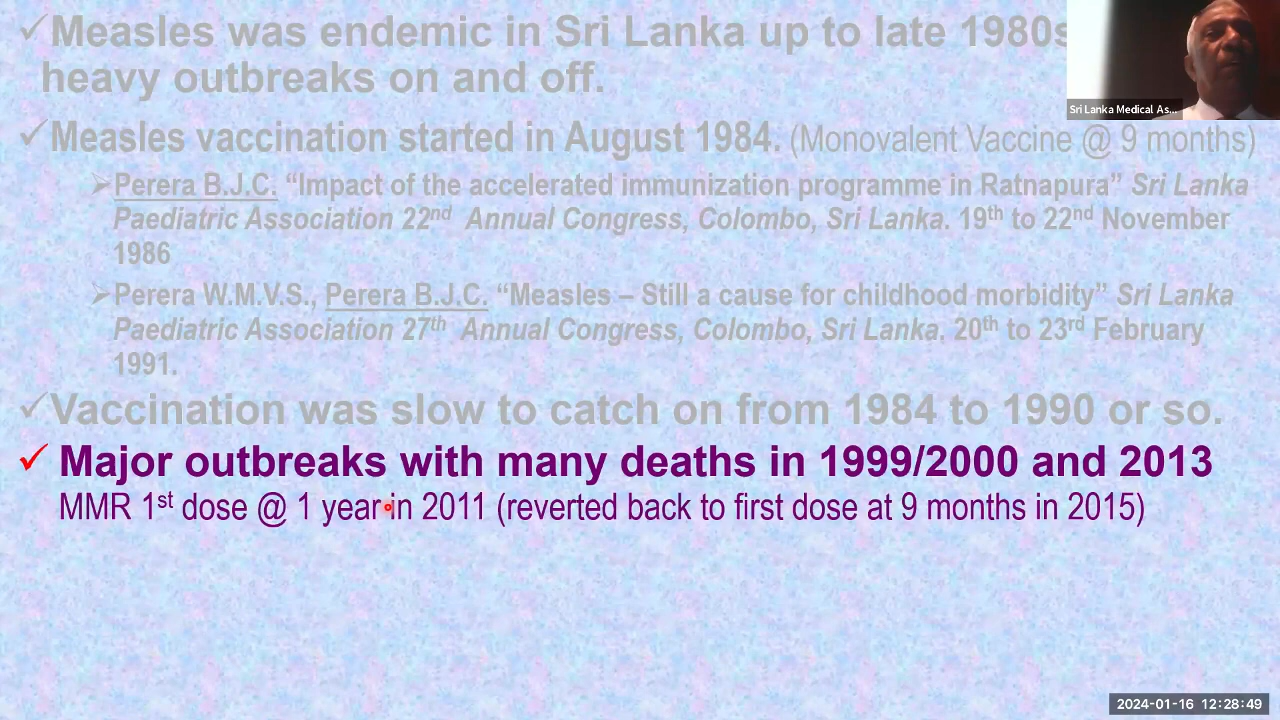 ✓Measles was endemic in Sri Lanka up to late 1980s
heavy outbreaks on and off.
Sri Lanka Medical As...
✓Measles vaccination started in August 1984. (Monovalent Vaccine @ 9 months)
➢Perera B.J.C. “Impact of the accelerated immunization programme in Ratnapura” Sri Lanka
Paediatric Association 22nd Annual Congress, Colombo, Sri Lanka. 19th to 22nd November
1986
➢Perera W.M.V.S., Perera B.J.C. “Measles – Still a cause for childhood morbidity” Sri Lanka
Paediatric Association 27th Annual Congress, Colombo, Sri Lanka. 20th to 23rd February
1991.
✓Vaccination was slow to catch on from 1984 to 1990 or so.
✓ Major outbreaks with many deaths in 1999/2000 and 2013
MMR 1st dose @ 1 year in 2011 (reverted back to first dose at 9 months in 2015)
2024-01-16 12:28:49